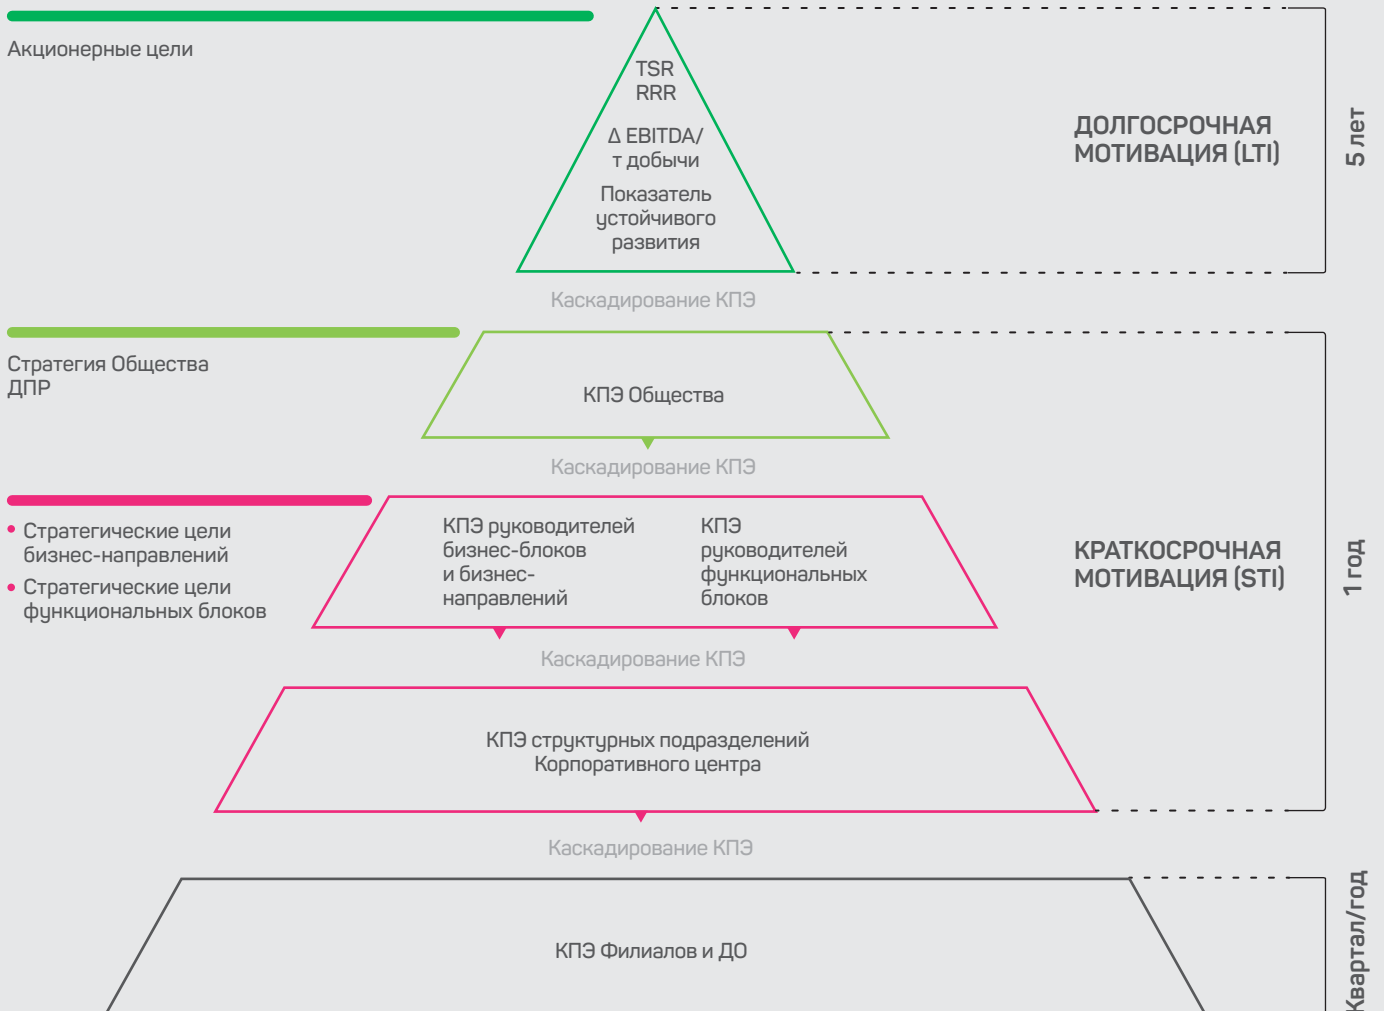 Акционерные цели
TSR
RRR
Δ EBITDA/
т добычи
Показатель
устойчивого
развития
ДОЛГОСРОЧНАЯ
МОТИВАЦИЯ (LTI)
5 лет
Каскадирование КПЭ
Стратегия Общества
ДПР
КПЭ Общества
Каскадирование КПЭ
• Стратегические цели
бизнес-направлений
• Стратегические цели
функциональных блоков
КПЭ руководителей
бизнес-блоков
и бизнес-
направлений
КПЭ
руководителей
функциональных
блоков
КРАТКОСРОЧНАЯ
МОТИВАЦИЯ (STI)
1 год
Каскадирование КПЭ
КПЭ структурных подразделений
Корпоративного центра
Каскадирование КПЭ
КПЭ Филиалов и ДО
Квартал/год